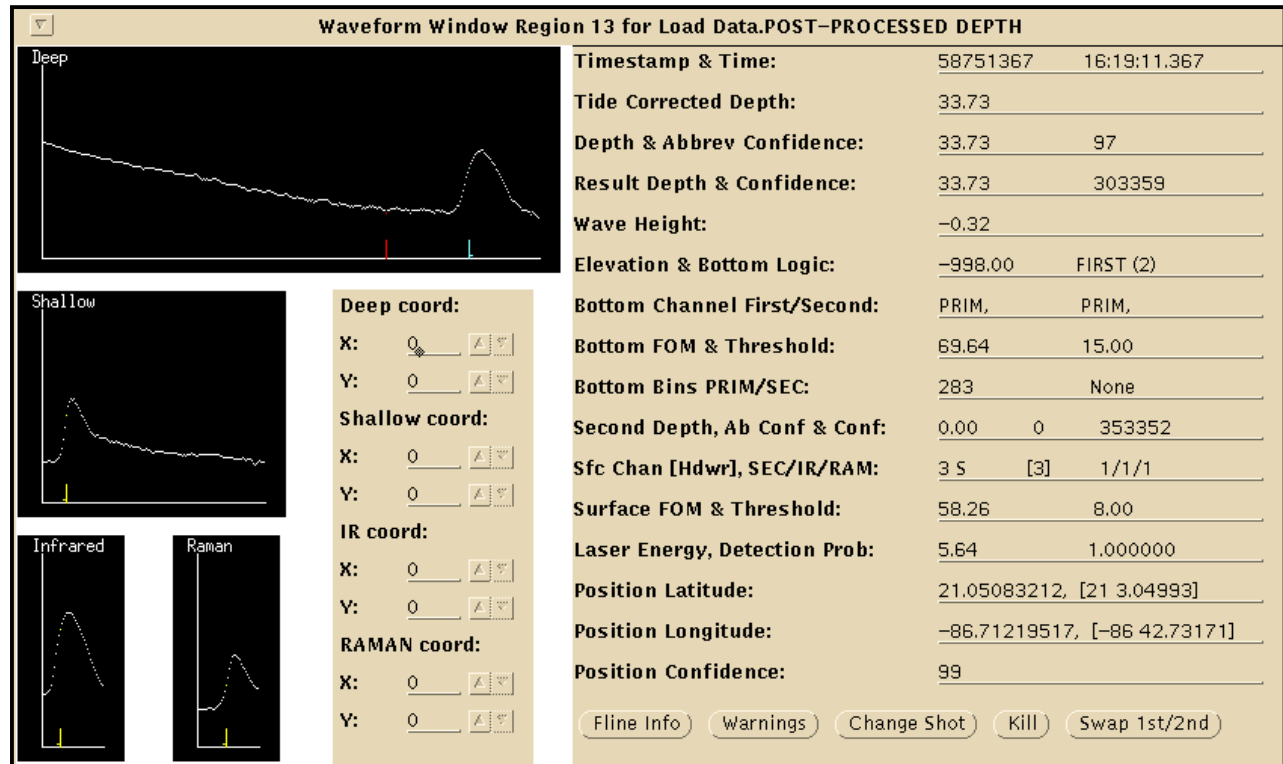 Waveform Window Region 13 for Load Data.POST-PROCESSED DEPTH
Deep
Timestamp & Time: 58751367 16:19:11.367
Tide Corrected Depth: 33.73
Depth & Abbrev Confidence: 33.73 97
Result Depth & Confidence: 33.73 303359
Wave Height: -0.32
Elevation & Bottom Logic: -998.00 FIRST (2)
Bottom Channel First/Second: PRIM, PRIM,
Bottom FOM & Threshold: 69.64 15.00
Bottom Bins PRIM/SEC: 283 None
Second Depth, Ab Conf & Conf: 0.00 0 353352
Sfc Chan [Hdwr], SEC/IR/RAM: 3 S [3] 1/1/1
Surface FOM & Threshold: 58.26 8.00
Laser Energy, Detection Prob: 5.64 1.000000
Position Latitude: 21.05083212, [21 3.04993]
Position Longitude: -86.71219517, [-86 42.73171]
Position Confidence: 99
Fline Info Warnings Change Shot Kill Swap 1st/2nd
Shallow
Deep coord:
X: 0
Y: 0
Shallow coord:
X: 0
Y: 0
IR coord:
X: 0
Y: 0
RAMAN coord:
X: 0
Y: 0
Infrared
Raman